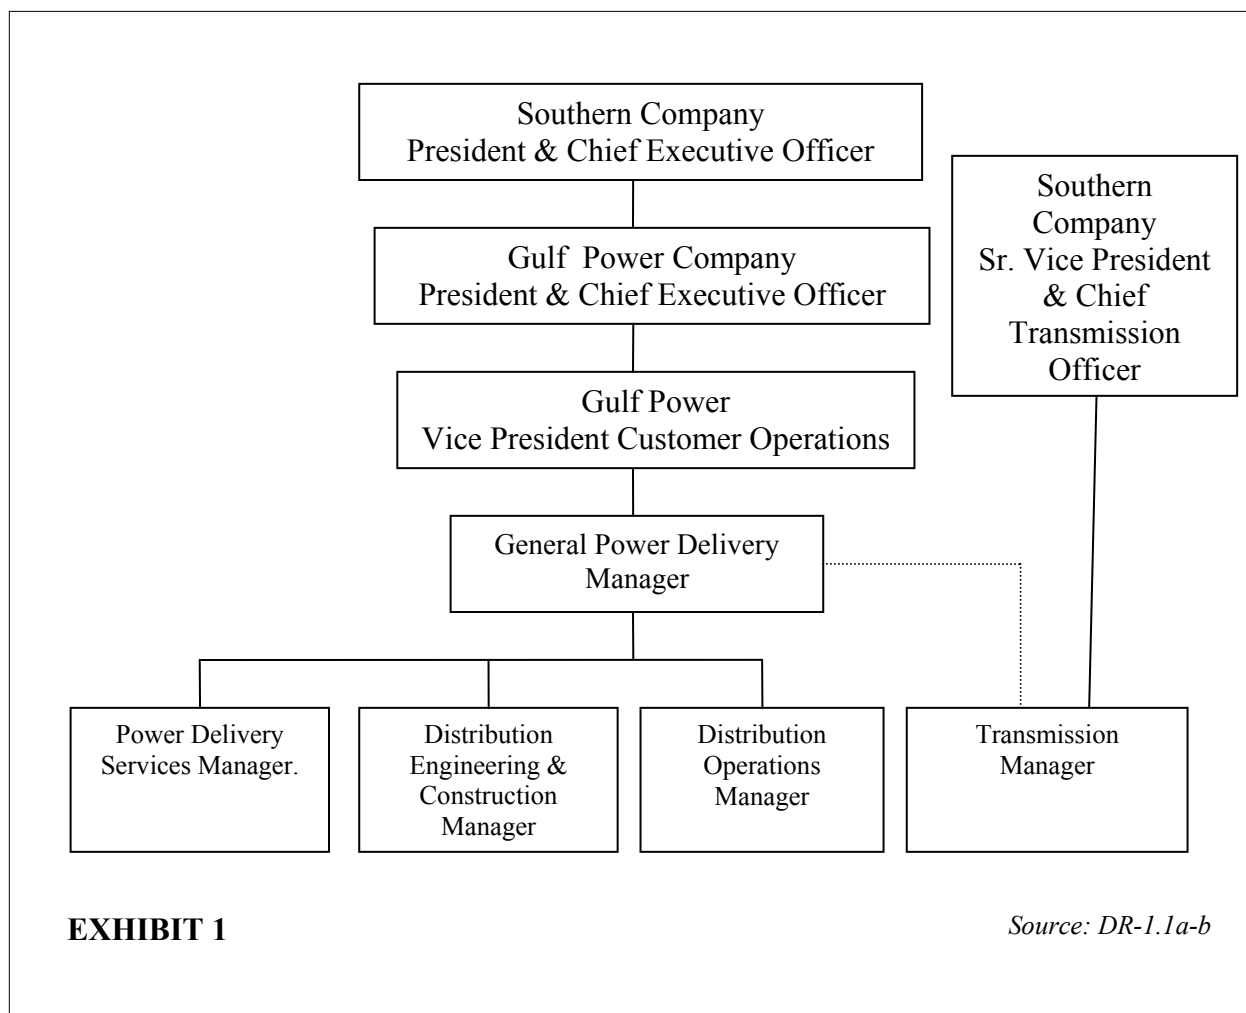 Southern Company
President & Chief Executive Officer
Southern
Company
Sr. Vice President
& Chief
Transmission
Officer
Gulf  Power Company
President & Chief Executive Officer
Gulf Power
Vice President Customer Operations
General Power Delivery
Manager
Power Delivery
Services Manager.
Distribution
Engineering &
Construction
Manager
Distribution
Operations
Manager
Transmission
Manager
EXHIBIT 1
Source: DR-1.1a-b